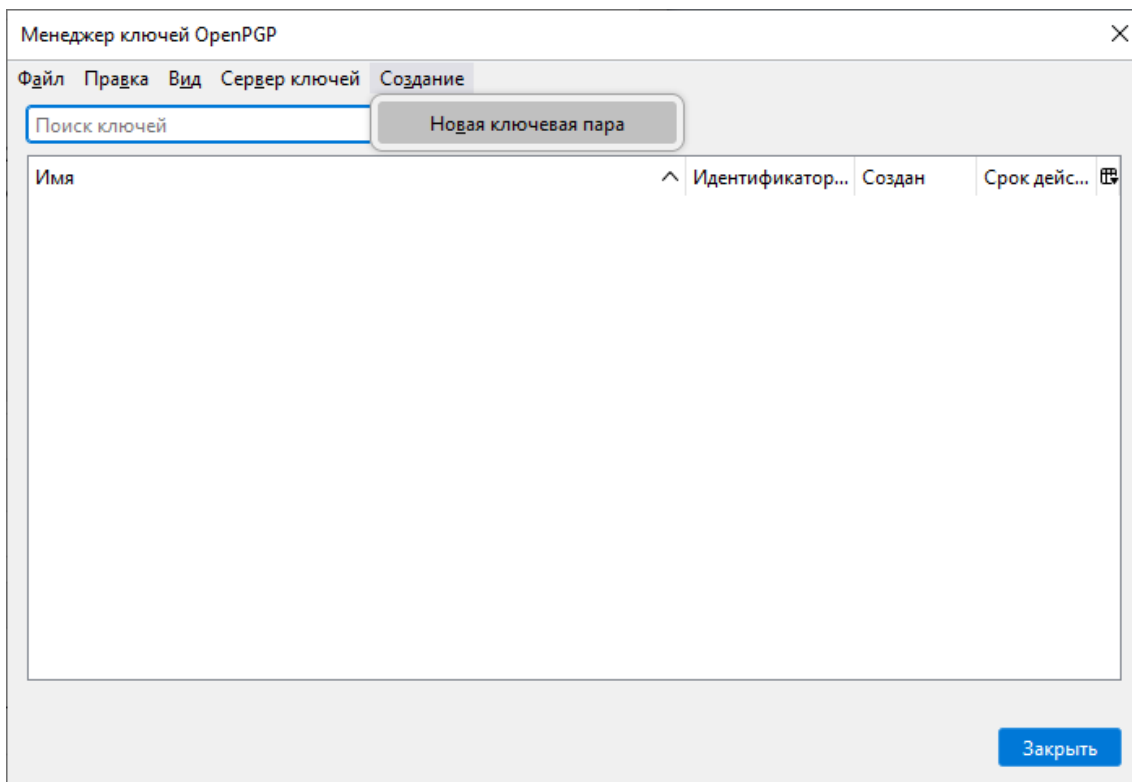 Менеджер ключей OpenPGP
Файл Правка Вид Сервер ключей Создание
Поиск ключей
Новая ключевая пара
Имя Идентификатор... Создан Срок дейс...
Закрыть